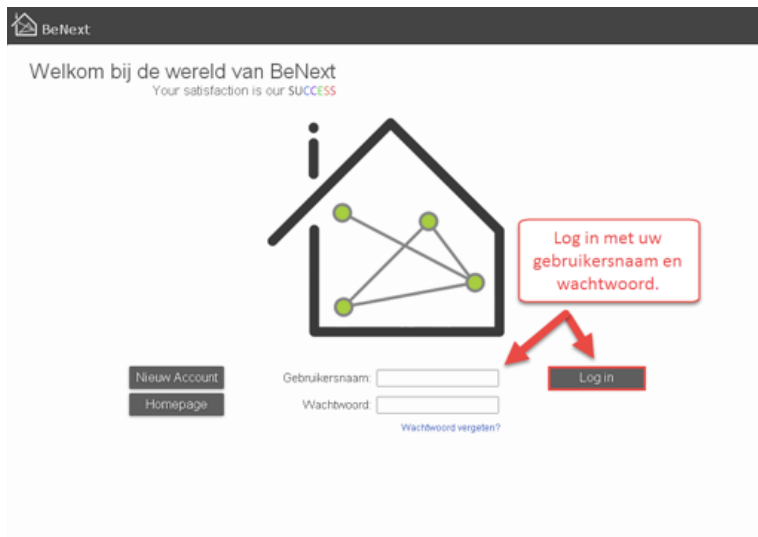 BeNext
Welkom bij de wereld van BeNext
Your satisfaction is our SUCCESS
Log in met uw
gebruikersnaam en
wachtwoord.
Nieuw Account
Gebruikersnaam:
Log in
Homepage
Wachtwoord:
Wachtwoord vergeten?